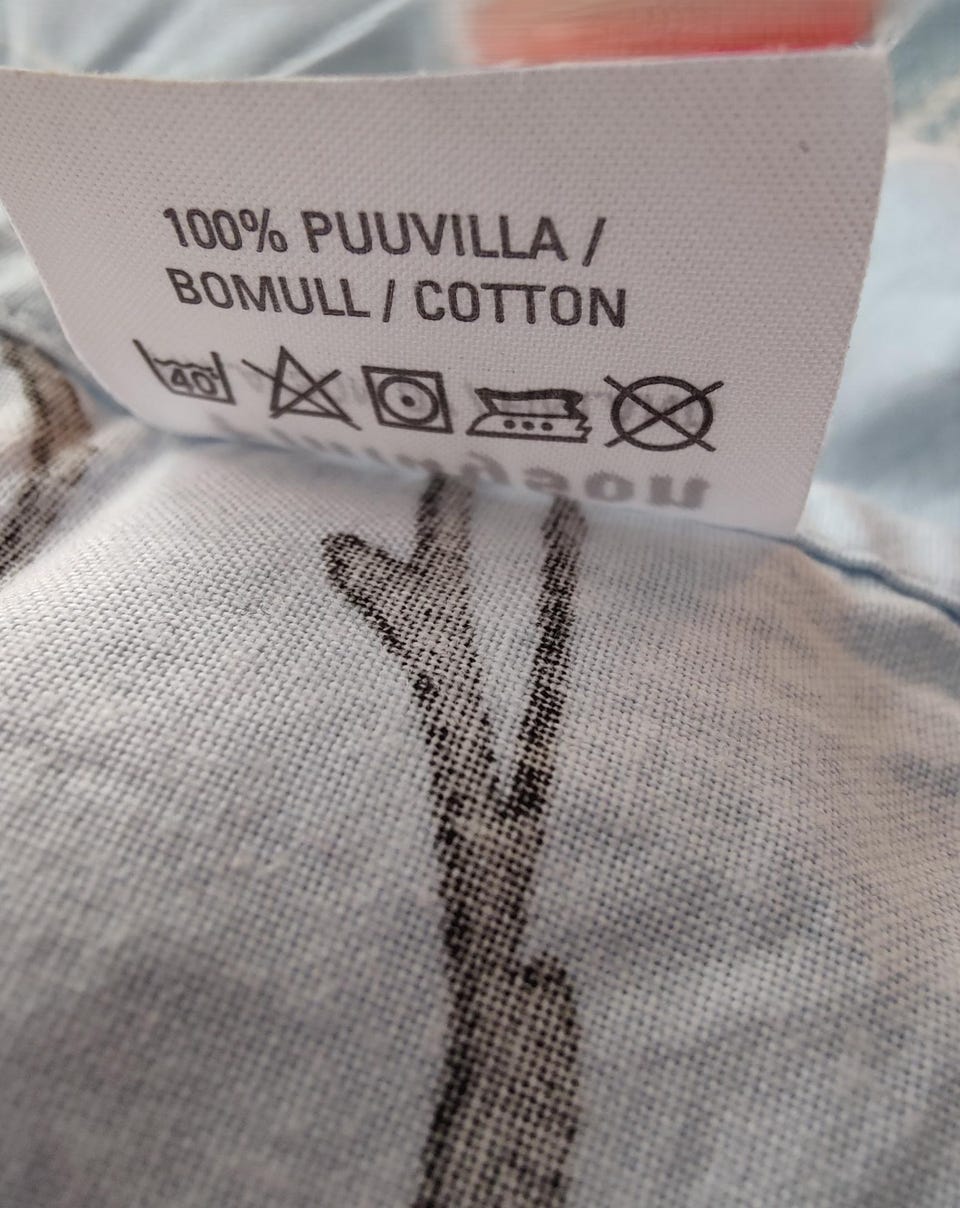 100% PUUVILLA /
BOMULL / COTTON
40°